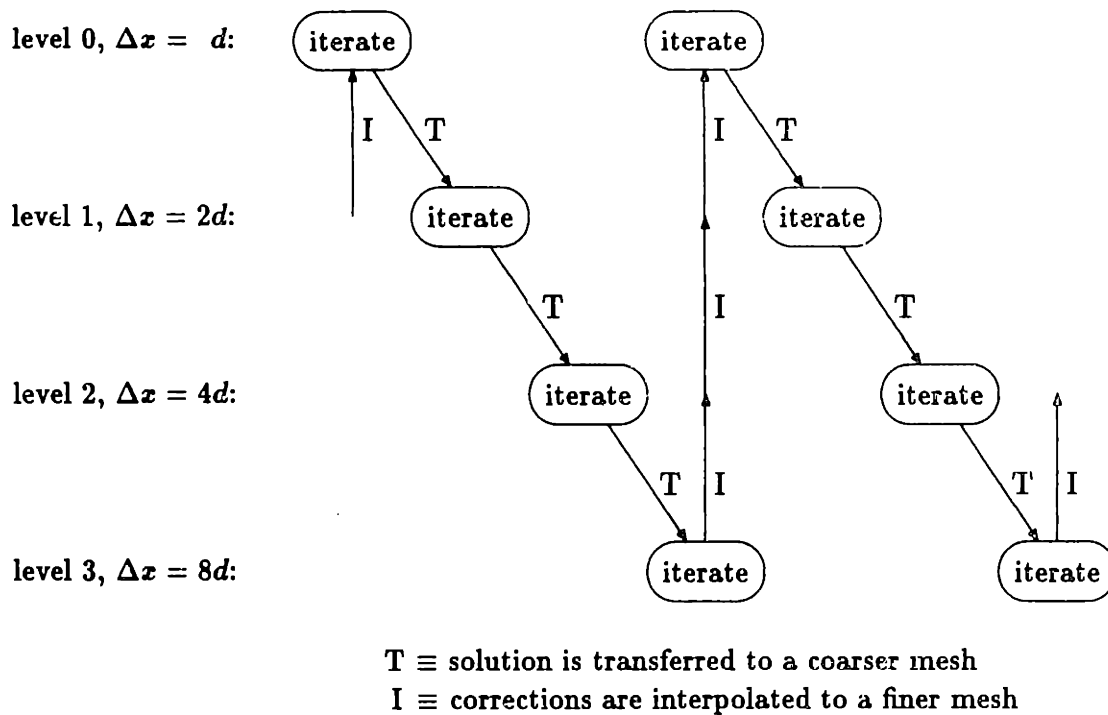 level 0, Δx = d: iterate iterate
I T I T
level 1, Δx = 2d: iterate iterate
T I T
level 2, Δx = 4d: iterate iterate
T I T I
level 3, Δx = 8d: iterate iterate
T ≡ solution is transferred to a coarser mesh
I ≡ corrections are interpolated to a finer mesh